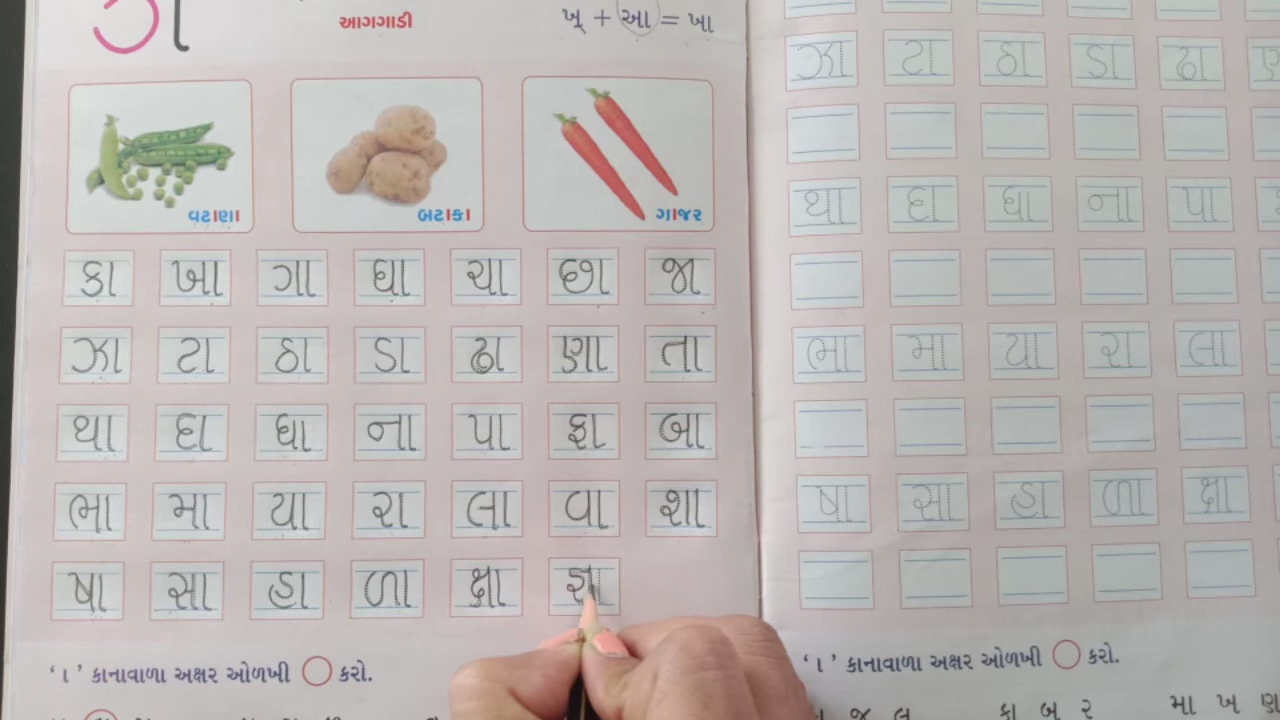 આગગાડી
ખ્ + આ = ખા
વટાણા
બટાકા
ગાજર
કા ખા ગા ઘા ચા છા જા
ઝા ટા ઠા ડા ઢા ણા તા
થા દા ધા ના પા ફા બા
ભા મા યા રા લા વા શા
ષા સા હા ળા ક્ષા જ્ઞા
'ા' કાનાવાળા અક્ષર ઓળખી ◯ કરો.
ઝા ટા ઠા ડા ઢા
થા દા ધા ના પા
ભા મા યા રા લા
ષા સા હા ળા ક્ષા
'ા' કાનાવાળા અક્ષર ઓળખી ◯ કરો.
જ લ કા બ ર મા ખ ણ